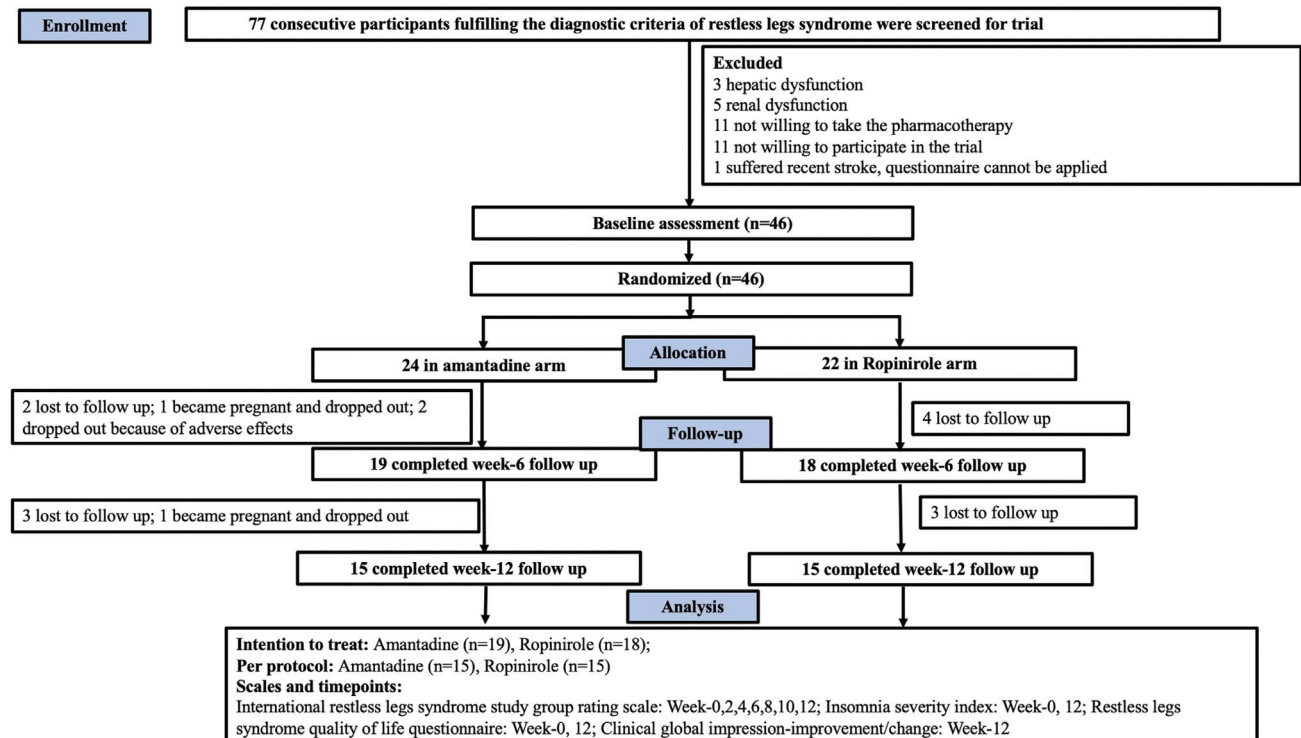 Enrollment
77 consecutive participants fulfilling the diagnostic criteria of restless legs syndrome were screened for trial
Excluded
3 hepatic dysfunction
5 renal dysfunction
11 not willing to take the pharmacotherapy
11 not willing to participate in the trial
1 suffered recent stroke, questionnaire cannot be applied
Baseline assessment (n=46)
Randomized (n=46)
Allocation
24 in amantadine arm
22 in Ropinirole arm
2 lost to follow up; 1 became pregnant and dropped out; 2
dropped out because of adverse effects
4 lost to follow up
Follow-up
19 completed week-6 follow up
18 completed week-6 follow up
3 lost to follow up; 1 became pregnant and dropped out
3 lost to follow up
15 completed week-12 follow up
15 completed week-12 follow up
Analysis
Intention to treat: Amantadine (n=19), Ropinirole (n=18);
Per protocol: Amantadine (n=15), Ropinirole (n=15)
Scales and timepoints:
International restless legs syndrome study group rating scale: Week-0,2,4,6,8,10,12; Insomnia severity index: Week-0, 12; Restless legs
syndrome quality of life questionnaire: Week-0, 12; Clinical global impression-improvement/change: Week-12